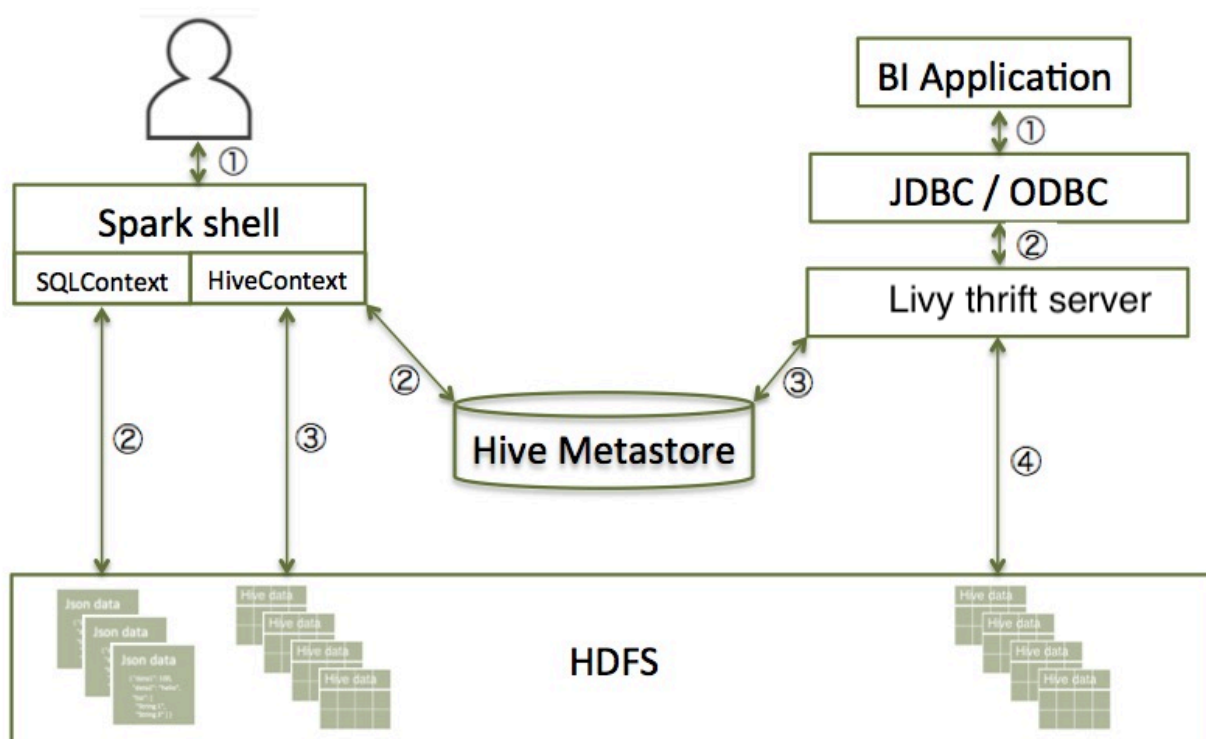 BI Application
①
①
JDBC / ODBC
Spark shell
②
SQLContext
HiveContext
Livy thrift server
②
③
②
③
Hive Metastore
④
Json data
Json data
Json data
"String 1",
Hive data
Hive data
Hive data
Hive data
HDFS
Hive data
Hive data
Hive data
Hive data